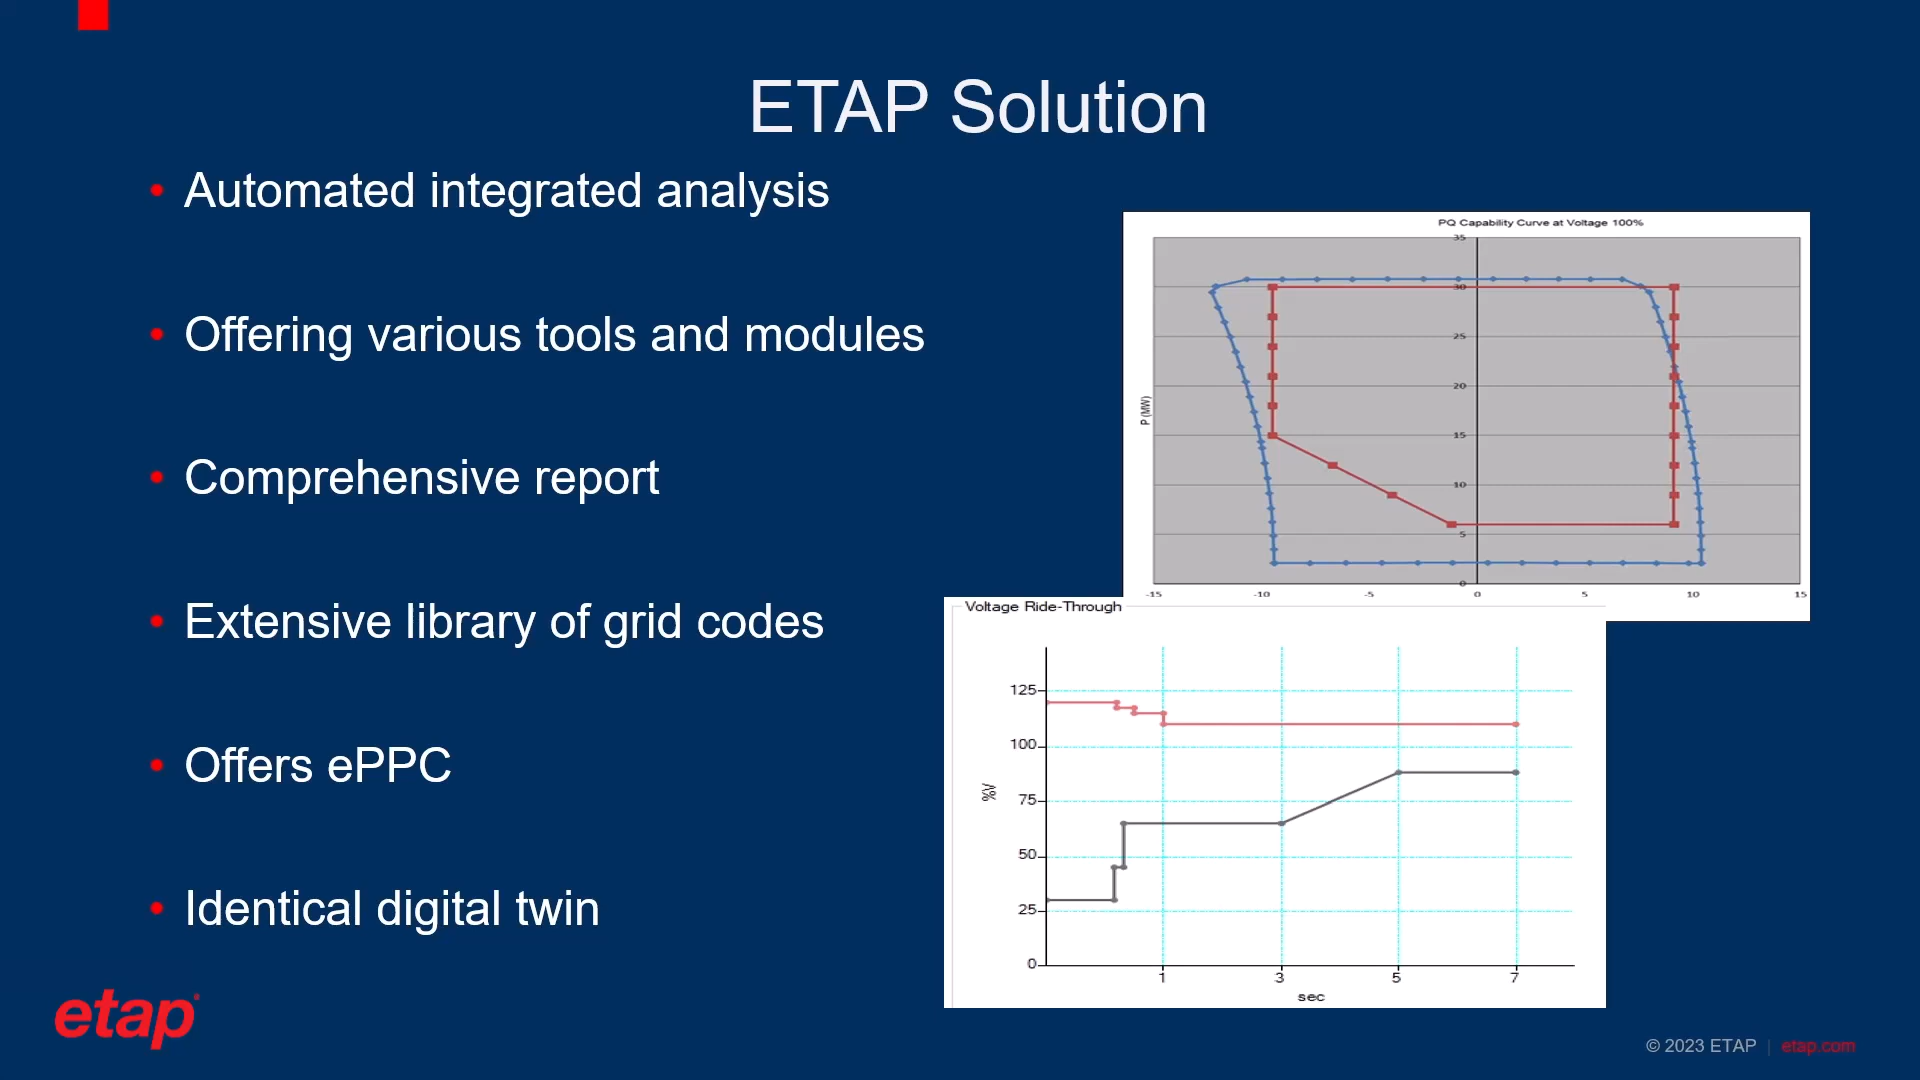 ETAP Solution
• Automated integrated analysis
• Offering various tools and modules
• Comprehensive report
• Extensive library of grid codes
• Offers ePPC
• Identical digital twin
PQ Capability Curve at Voltage 100%
35
30
25
20
15
10
5
0
P (MW)
-15 -10 -5 0 5 10 15
Voltage Ride-Through
125
100
75
50
25
0
%V
1 3 5 7
sec
etap
© 2023 ETAP | etap.com